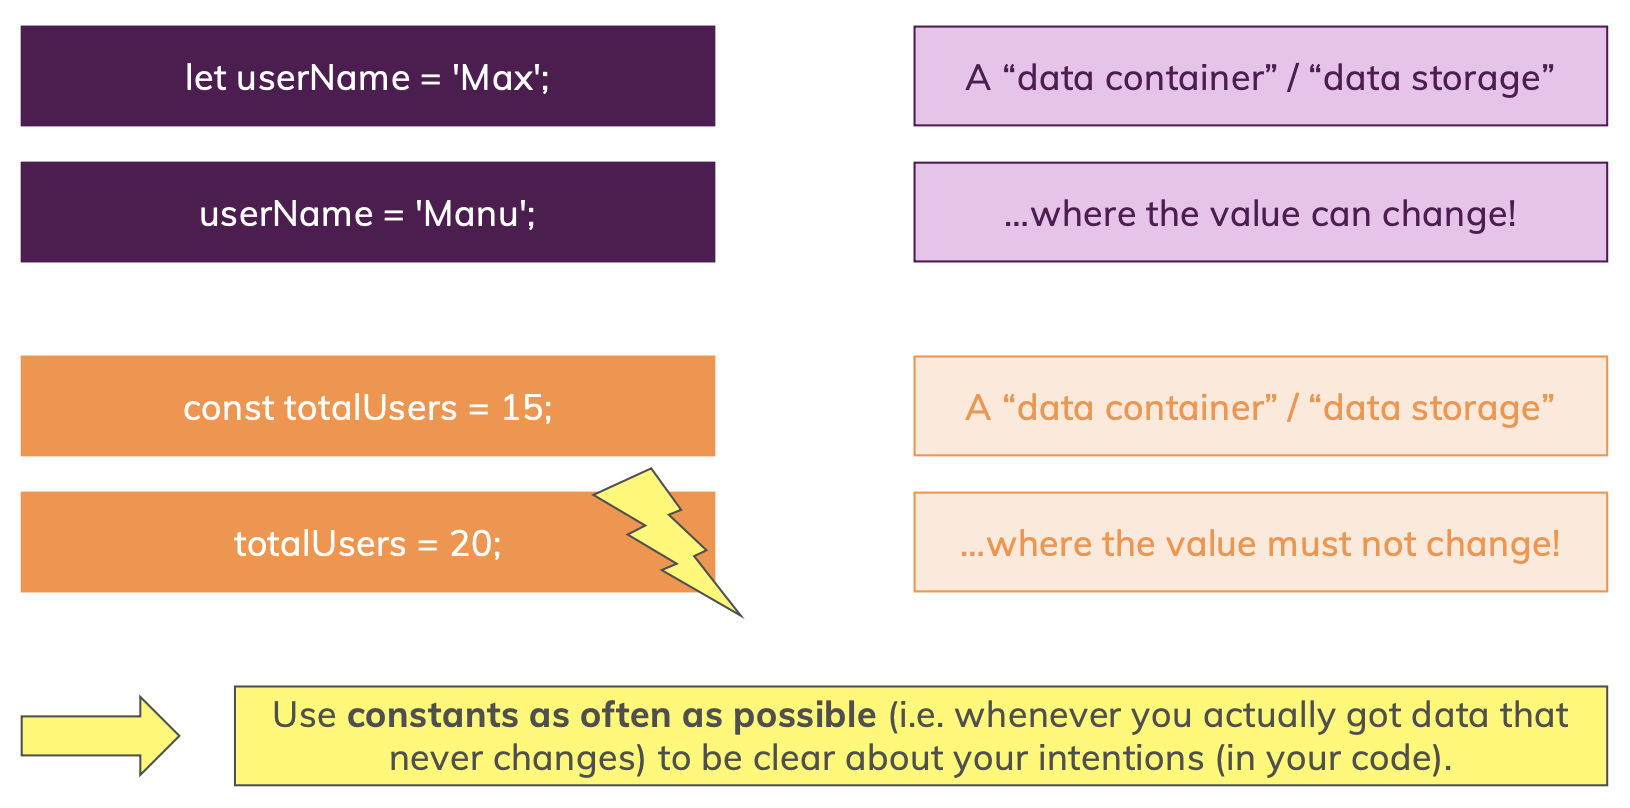 let userName = 'Max';
A “data container” / “data storage”
userName = 'Manu';
...where the value can change!
const totalUsers = 15;
A “data container” / “data storage”
totalUsers = 20;
...where the value must not change!
Use constants as often as possible (i.e. whenever you actually got data that
never changes) to be clear about your intentions (in your code).